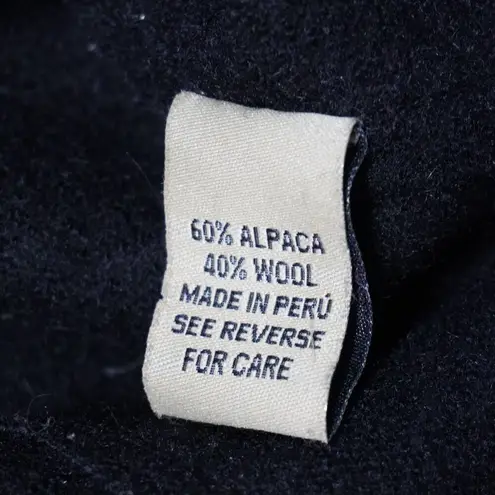 60% ALPACA
40% WOOL
MADE IN PERÚ
SEE REVERSE
FOR CARE